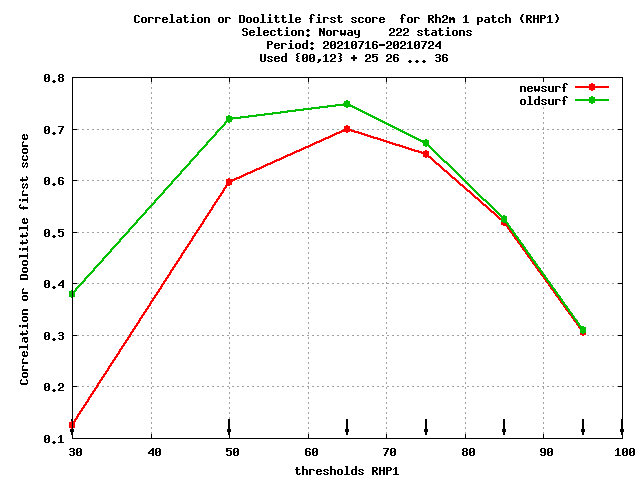 Correlation or Doolittle first score  for Rh2m 1 patch (RHP1)
Selection: Norway    222 stations
Period: 20210716-20210724
Used {00,12} + 25 26 ... 36
newsurf
oldsurf
Correlation or Doolittle first score
0.8
0.7
0.6
0.5
0.4
0.3
0.2
0.1
30 40 50 60 70 80 90 100
thresholds RHP1